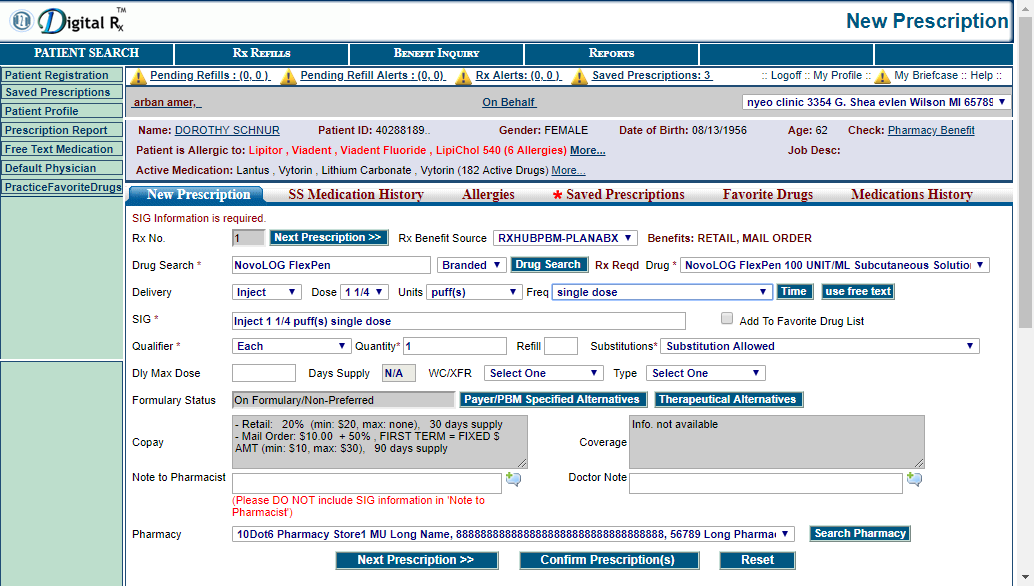 Digital Rx TM
New Prescription
PATIENT SEARCH Rx REFILLS BENEFIT INQUIRY REPORTS
Patient Registration
Saved Prescriptions
Patient Profile
Prescription Report
Free Text Medication
Default Physician
PracticeFavoriteDrugs
Pending Refills : (0, 0 ) Pending Refill Alerts : (0, 0) Rx Alerts: (0, 0 ) Saved Prescriptions: 3 :: Logoff :: My Profile :: My Briefcase :: Help ::
arban amer, On Behalf nyeo clinic 3354 G. Shea evlen Wilson MI 65789
Name: DOROTHY SCHNUR Patient ID: 40288189.. Gender: FEMALE Date of Birth: 08/13/1956 Age: 62 Check: Pharmacy Benefit
Patient is Allergic to: Lipitor , Viadent , Viadent Fluoride , LipiChol 540 (6 Allergies) More... Job Desc:
Active Medication: Lantus , Vytorin , Lithium Carbonate , Vytorin (182 Active Drugs) More...
New Prescription SS Medication History Allergies * Saved Prescriptions Favorite Drugs Medications History
SIG Information is required.
Rx No. 1 Next Prescription >> Rx Benefit Source RXHUBPBM-PLANABX Benefits: RETAIL, MAIL ORDER
Drug Search * NovoLOG FlexPen Branded Drug Search Rx Reqd Drug * NovoLOG FlexPen 100 UNIT/ML Subcutaneous Solutio
Delivery Inject Dose 1 1/4 Units puff(s) Freq single dose Time use free text
SIG * Inject 1 1/4 puff(s) single dose Add To Favorite Drug List
Qualifier * Each Quantity* 1 Refill Substitutions* Substitution Allowed
Dly Max Dose Days Supply N/A WC/XFR Select One Type Select One
Formulary Status On Formulary/Non-Preferred Payer/PBM Specified Alternatives Therapeutical Alternatives
Copay - Retail: 20% (min: $20, max: none), 30 days supply
- Mail Order: $10.00 + 50% , FIRST TERM = FIXED $
AMT (min: $10, max: $30), 90 days supply
Coverage Info. not available
Note to Pharmacist Doctor Note
(Please DO NOT include SIG information in 'Note to
Pharmacist')
Pharmacy 10Dot6 Pharmacy Store1 MU Long Name, Search Pharmacy
Next Prescription >> Confirm Prescription(s) Reset